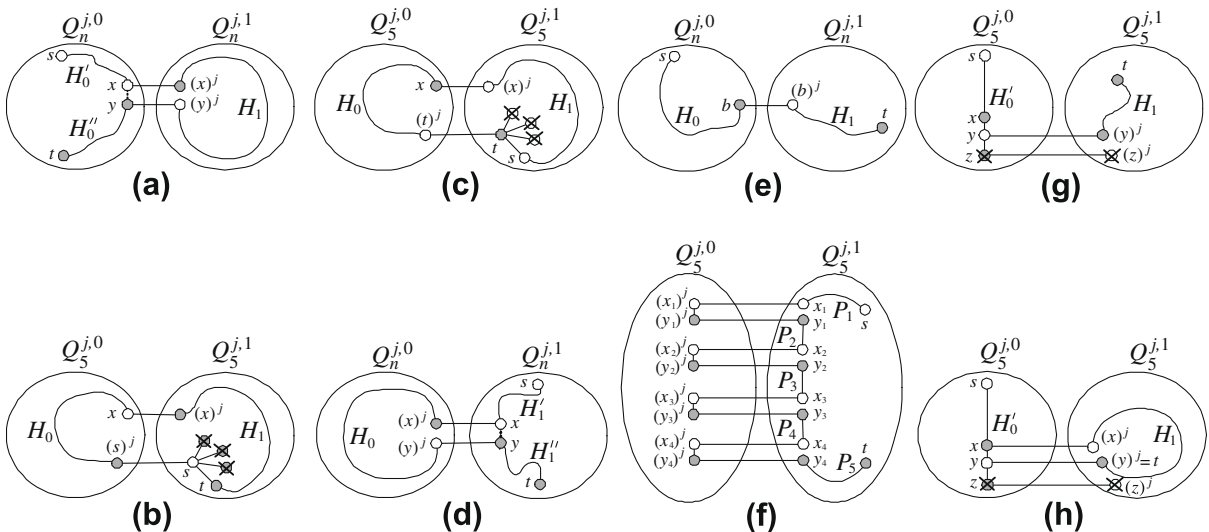 Q_n^{j,0} Q_n^{j,1}
s H_0' x (x)^j
y (y)^j H_1
H_0''
t
(a)
Q_5^{j,0} Q_5^{j,1}
x (x)^j
H_0 H_1
(t)^j t
s
(c)
Q_n^{j,0} Q_n^{j,1}
s (b)^j
H_0 b H_1 t
(e)
Q_5^{j,0} Q_5^{j,1}
s t
H_0' H_1
x
y (y)^j
z (z)^j
(g)
Q_5^{j,0} Q_5^{j,1}
x (x)^j
H_0 H_1
(s)^j s
t
(b)
Q_n^{j,0} Q_n^{j,1}
s
(x)^j x H_1'
H_0 (y)^j y H_1''
t
(d)
Q_5^{j,0} Q_5^{j,1}
(x_1)^j x_1 P_1 s
(y_1)^j y_1
P_2
(x_2)^j x_2
(y_2)^j y_2
P_3
(x_3)^j x_3
(y_3)^j y_3
P_4
(x_4)^j x_4 t
(y_4)^j y_4 P_5
(f)
Q_5^{j,0} Q_5^{j,1}
s
H_0' (x)^j H_1
x
y (y)^j=t
z (z)^j
(h)